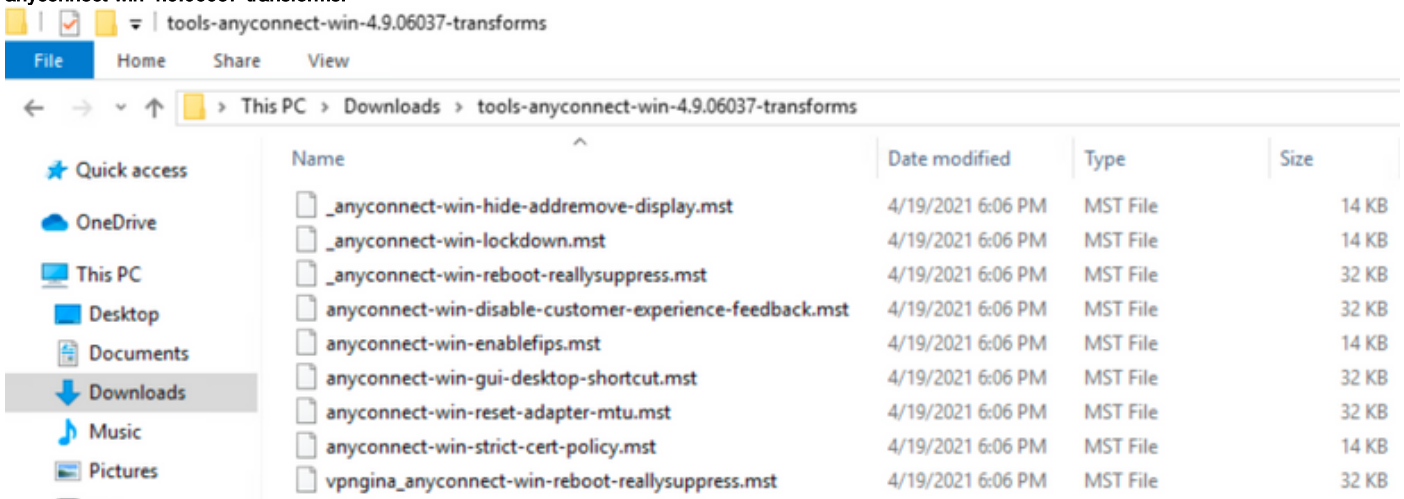 anyconnect-win-4.9.06037-transforms.
tools-anyconnect-win-4.9.06037-transforms
File Home Share View
This PC > Downloads > tools-anyconnect-win-4.9.06037-transforms
Name Date modified Type Size
Quick access
OneDrive
This PC
Desktop
Documents
Downloads
Music
Pictures
_anyconnect-win-hide-addremove-display.mst 4/19/2021 6:06 PM MST File 14 KB
_anyconnect-win-lockdown.mst 4/19/2021 6:06 PM MST File 14 KB
_anyconnect-win-reboot-reallysuppress.mst 4/19/2021 6:06 PM MST File 32 KB
anyconnect-win-disable-customer-experience-feedback.mst 4/19/2021 6:06 PM MST File 32 KB
anyconnect-win-enablefips.mst 4/19/2021 6:06 PM MST File 14 KB
anyconnect-win-gui-desktop-shortcut.mst 4/19/2021 6:06 PM MST File 32 KB
anyconnect-win-reset-adapter-mtu.mst 4/19/2021 6:06 PM MST File 32 KB
anyconnect-win-strict-cert-policy.mst 4/19/2021 6:06 PM MST File 14 KB
vpngina_anyconnect-win-reboot-reallysuppress.mst 4/19/2021 6:06 PM MST File 32 KB